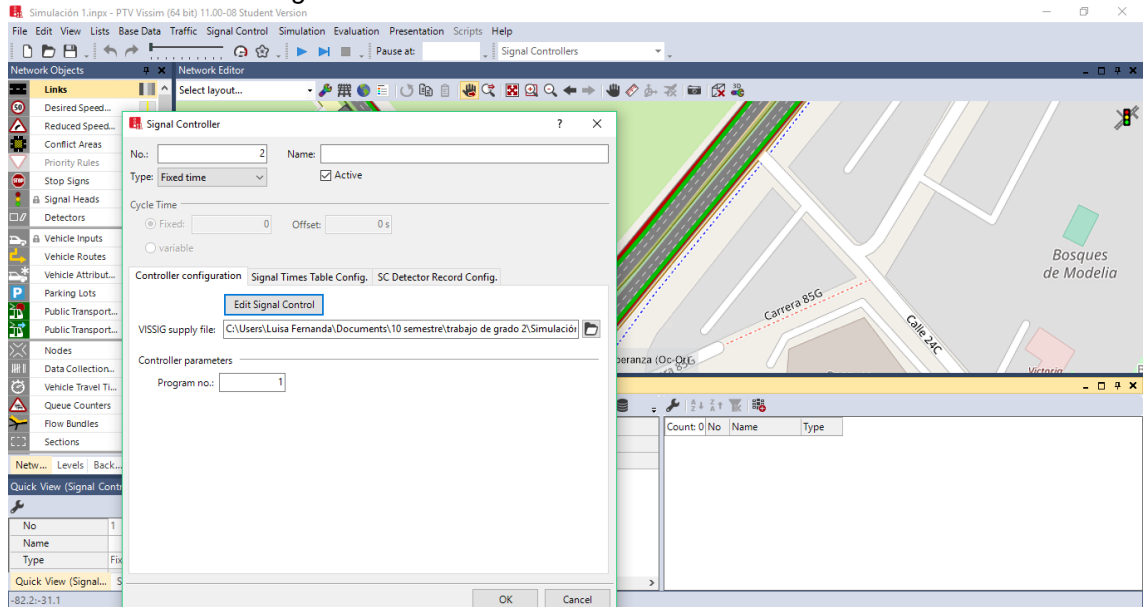 Simulación 1.inpx - PTV Vissim (64 bit) 11.00-08 Student Version
File Edit View Lists Base Data Traffic Signal Control Simulation Evaluation Presentation Scripts Help
Pause at: Signal Controllers
Network Objects
Network Editor
Select layout...
Links
Desired Speed...
Reduced Speed...
Conflict Areas
Priority Rules
Stop Signs
Signal Heads
Detectors
Vehicle Inputs
Vehicle Routes
Vehicle Attribut...
Parking Lots
Public Transport...
Public Transport...
Nodes
Data Collection...
Vehicle Travel Ti...
Queue Counters
Flow Bundles
Sections
Netw... Levels Back...
Quick View (Signal Contr
No 1
Name
Type Fix
Quick View (Signal... S
-82.2:-31.1
Signal Controller ? X
No.: 2 Name:
Type: Fixed time Active
Cycle Time
Fixed: 0 Offset: 0 s
variable
Controller configuration Signal Times Table Config. SC Detector Record Config.
Edit Signal Control
VISSIG supply file: C:\Users\Luisa Fernanda\Documents\10 semestre\trabajo de grado 2\Simulación
Controller parameters
Program no.: 1
OK Cancel
Bosques
de Modelia
Carrera 85G
Calle 24C
peranza (Oc-Or)
Victoria
Count: 0 No Name Type